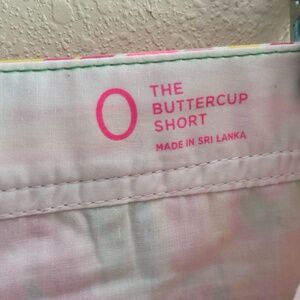 0 THE
BUTTERCUP
SHORT
MADE IN SRI LANKA